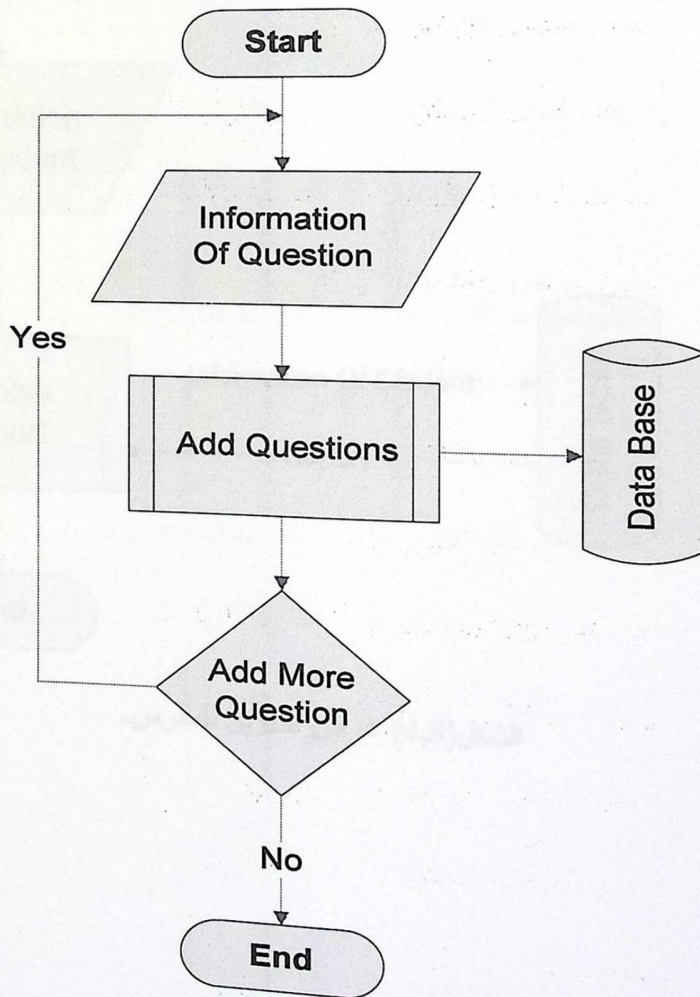 Start
Information
Of Question
Yes
Add Questions
Data Base
Add More
Question
No
End